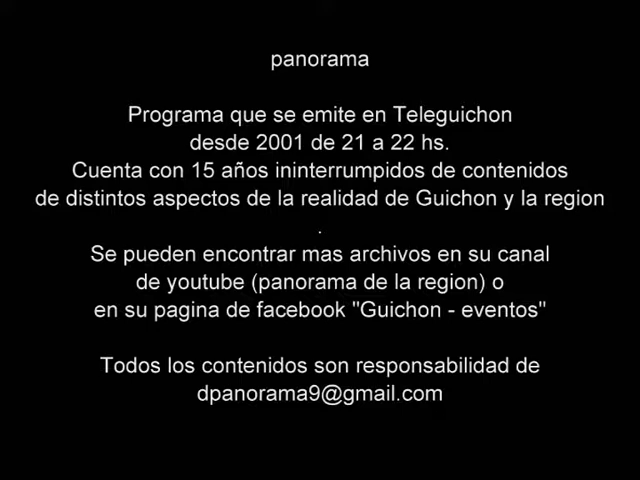 panorama
Programa que se emite en Teleguichon
desde 2001 de 21 a 22 hs.
Cuenta con 15 años ininterrumpidos de contenidos
de distintos aspectos de la realidad de Guichon y la region
.
Se pueden encontrar mas archivos en su canal
de youtube (panorama de la region) o
en su pagina de facebook "Guichon - eventos"
Todos los contenidos son responsabilidad de
dpanorama9@gmail.com